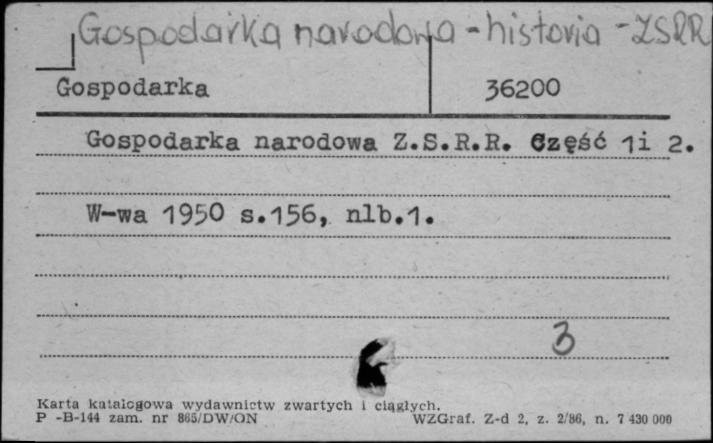 Gospodarka narodowa - historia - ZSRR
Gospodarka 36200
Gospodarka narodowa Z.S.R.R. Część 1i 2.
W-wa 1950 s.156, nlb.1.
3
Karta katalogowa wydawnictw zwartych i ciągłych.
P -B-144 zam. nr 865/DW/ON WZGraf. Z-d 2, z. 2/86, n. 7 430 000